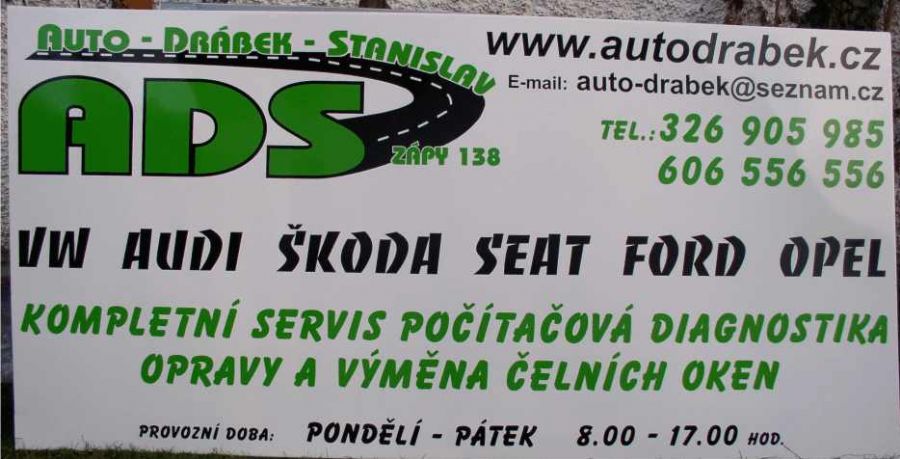 AUTO - DRÁBEK - STANISLAV
ADS
ZÁPY 138
www.autodrabek.cz
E-mail: auto-drabek@seznam.cz
TEL.: 326 905 985
606 556 556
VW AUDI ŠKODA SEAT FORD OPEL
KOMPLETNÍ SERVIS POČÍTAČOVÁ DIAGNOSTIKA
OPRAVY A VÝMĚNA ČELNÍCH OKEN
PROVOZNÍ DOBA: PONDĚLÍ - PÁTEK 8.00 - 17.00 HOD.